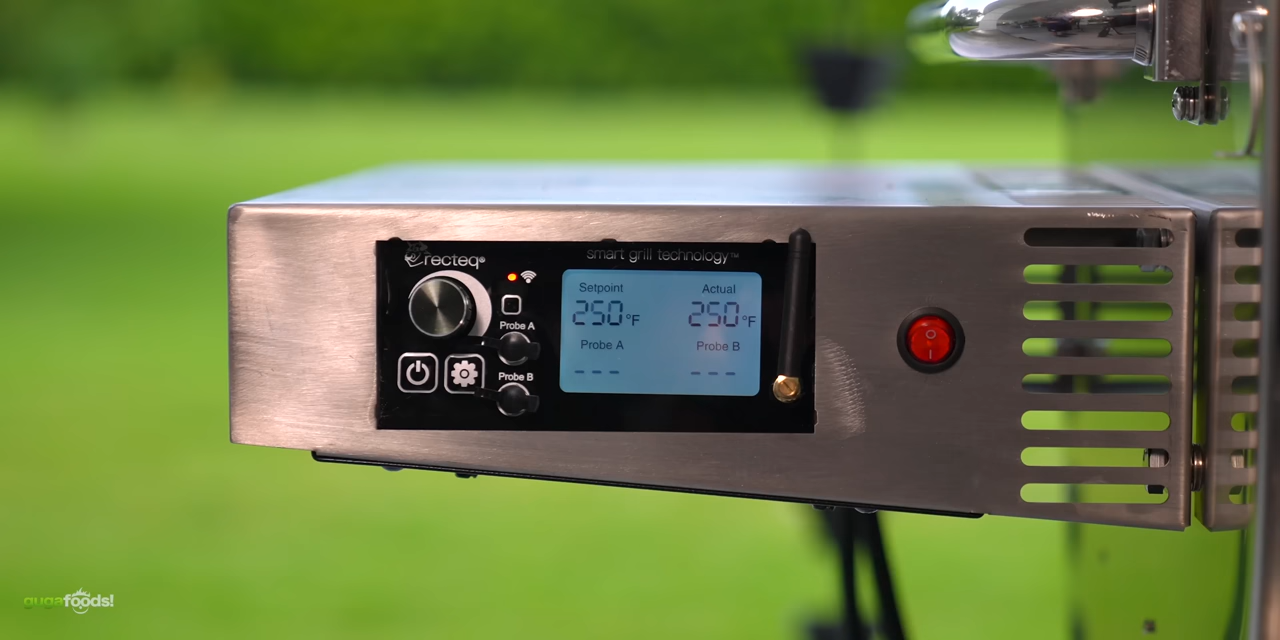 recteq®
smart grill technology™
Setpoint
Actual
250°F
250°F
Probe A
Probe B
Probe A
Probe B
---
---
gugafoods!